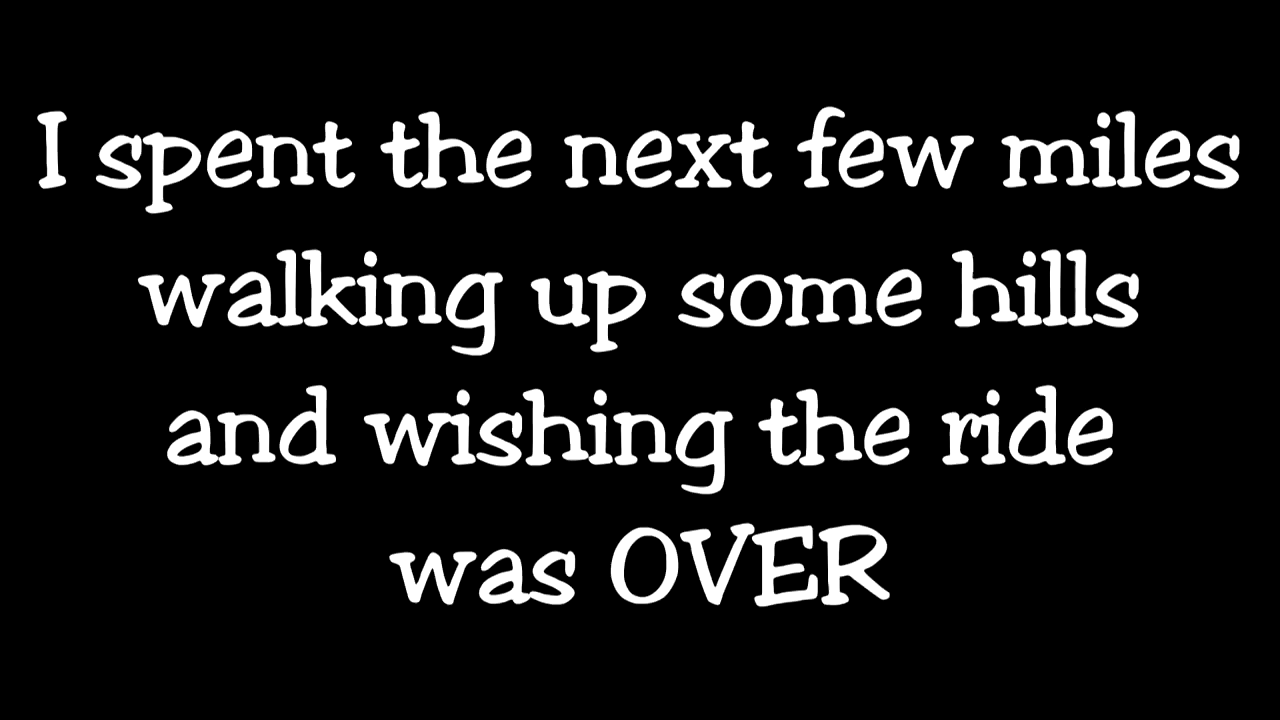 I spent the next few miles
walking up some hills
and wishing the ride
was OVER